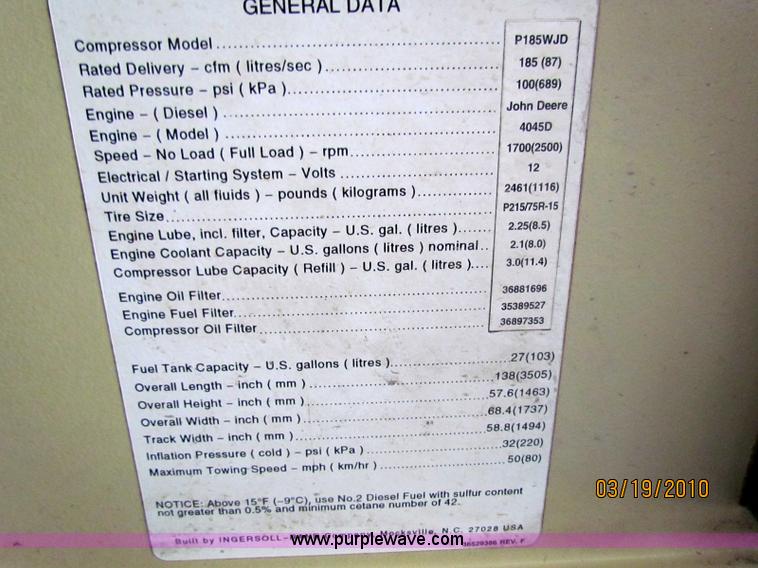 GENERAL DATA
Compressor Model P185WJD
Rated Delivery – cfm ( litres/sec ) 185 (87)
Rated Pressure – psi ( kPa ) 100(689)
Engine – ( Diesel ) John Deere
Engine – ( Model ) 4045D
Speed – No Load ( Full Load ) – rpm 1700(2500)
Electrical / Starting System – Volts 12
Unit Weight ( all fluids ) – pounds ( kilograms ) 2461(1116)
Tire Size P215/75R-15
Engine Lube, incl. filter, Capacity – U.S. gal. ( litres ) 2.25(8.5)
Engine Coolant Capacity – U.S. gallons ( litres ) nominal 2.1(8.0)
Compressor Lube Capacity ( Refill ) – U.S. gal. ( litres ) 3.0(11.4)
Engine Oil Filter 36881696
Engine Fuel Filter 35389527
Compressor Oil Filter 36897353
Fuel Tank Capacity – U.S. gallons ( litres ) 27(103)
Overall Length – inch ( mm ) 138(3505)
Overall Height – inch ( mm ) 57.6(1463)
Overall Width – inch ( mm ) 68.4(1737)
Track Width – inch ( mm ) 58.8(1494)
Inflation Pressure ( cold ) – psi ( kPa ) 32(220)
Maximum Towing Speed – mph ( km/hr ) 50(80)
NOTICE: Above 15°F (–9°C), use No.2 Diesel Fuel with sulfur content
not greater than 0.5% and minimum cetane number of 42.
Built by INGERSOLL- Mocksville, N.C. 27028 USA
36529306 REV. F
www.purplewave.com
03/19/2010